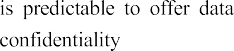 is predictable to offer data
confidentiality